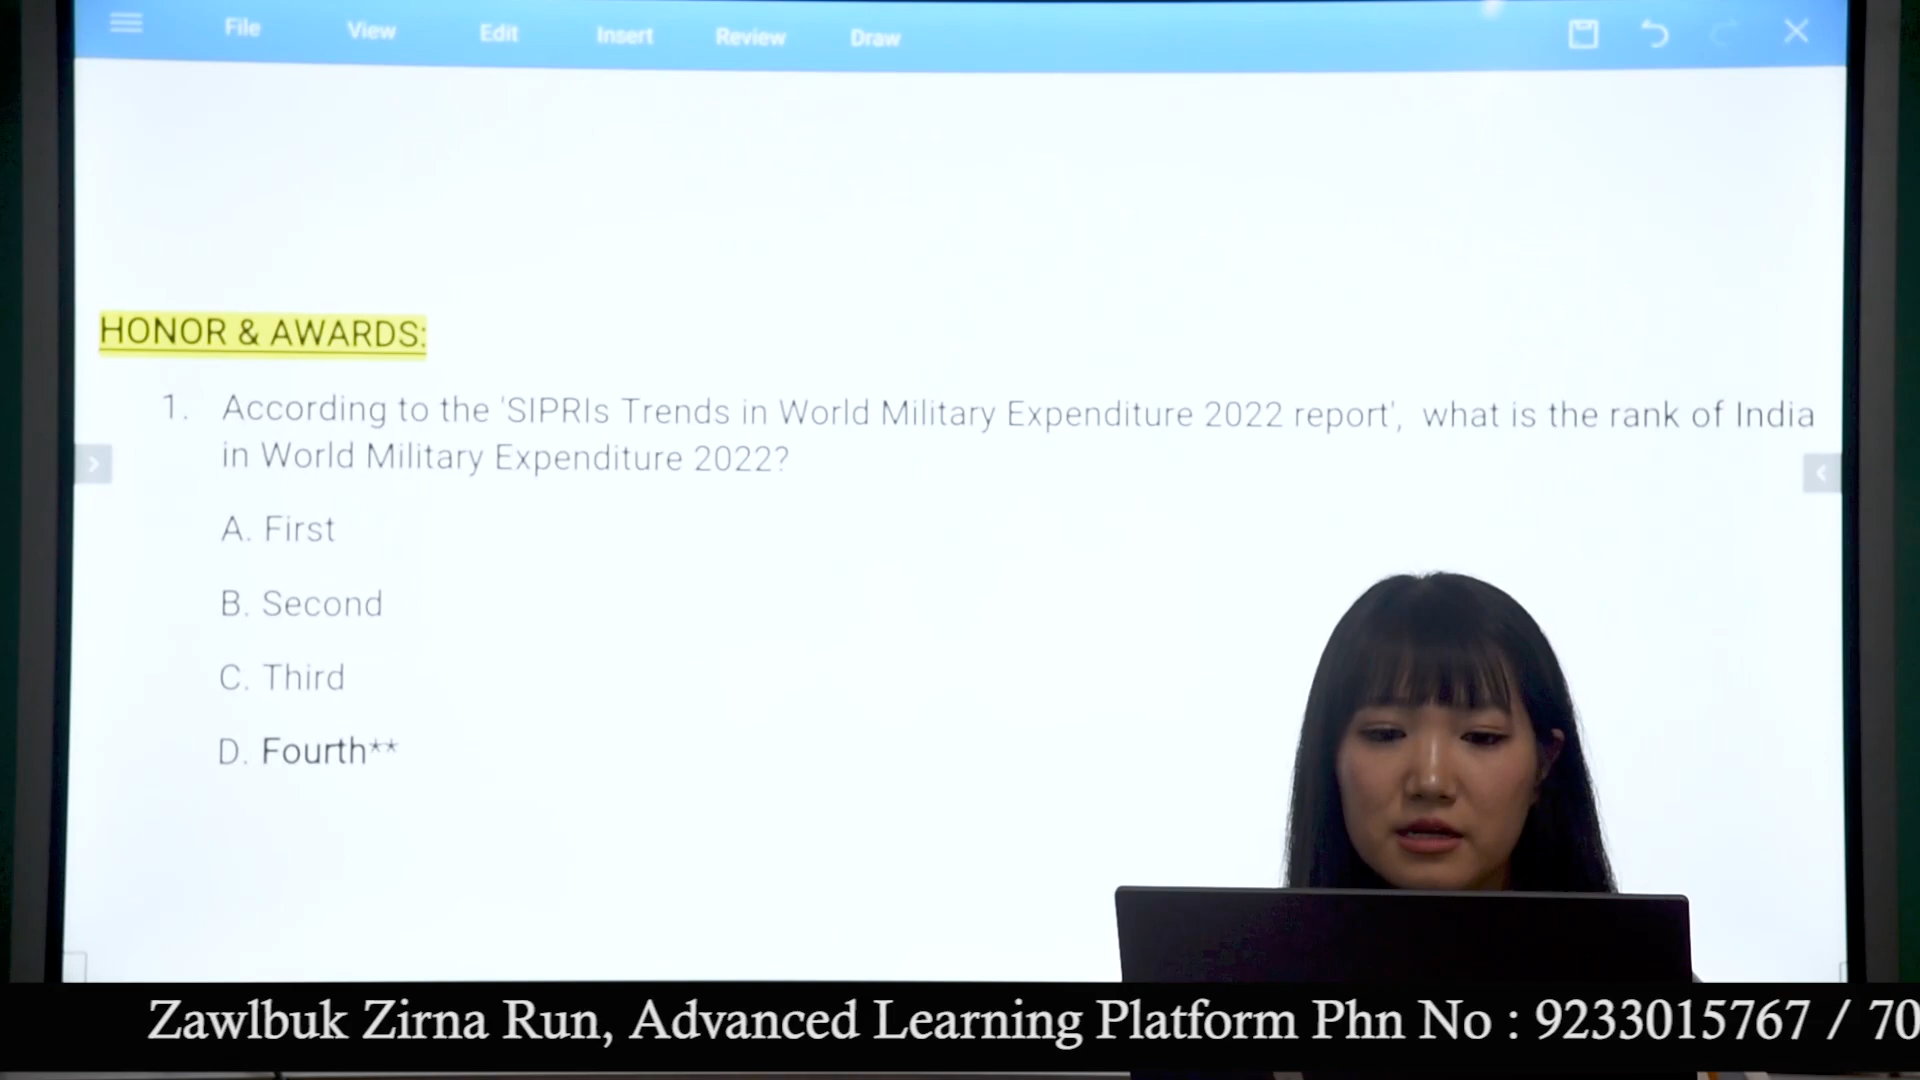 File View Edit Insert Review Draw
HONOR & AWARDS:
1. According to the 'SIPRIs Trends in World Military Expenditure 2022 report', what is the rank of India
in World Military Expenditure 2022?
A. First
B. Second
C. Third
D. Fourth**
Zawlbuk Zirna Run, Advanced Learning Platform Phn No : 9233015767 / 70